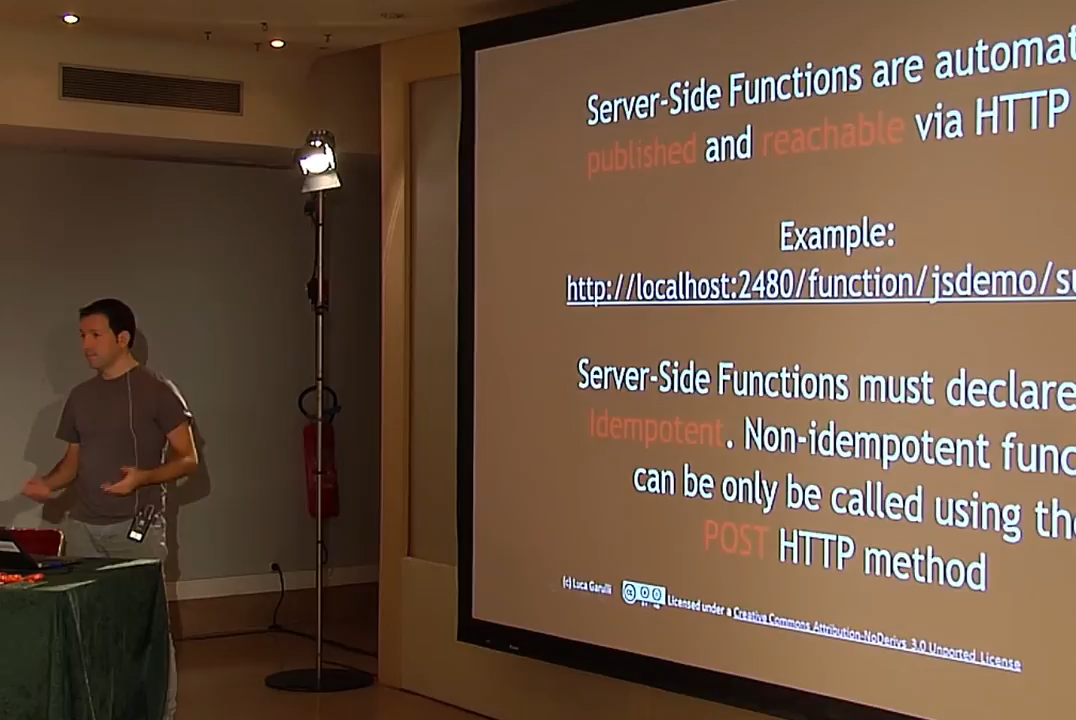 Server-Side Functions are automat
published and reachable via HTTP
Example:
http://localhost:2480/function/jsdemo/su
Server-Side Functions must declare
Idempotent. Non-idempotent func
can be only be called using the
POST HTTP method
(c) Luca Garulli
Licensed under a Creative Commons Attribution-NoDerivs 3.0 Unported License